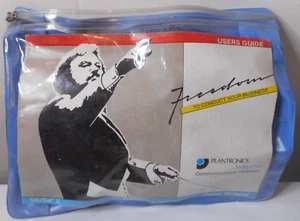 USERS GUIDE
Freedom
TO CONDUCT YOUR BUSINESS
PLANTRONICS